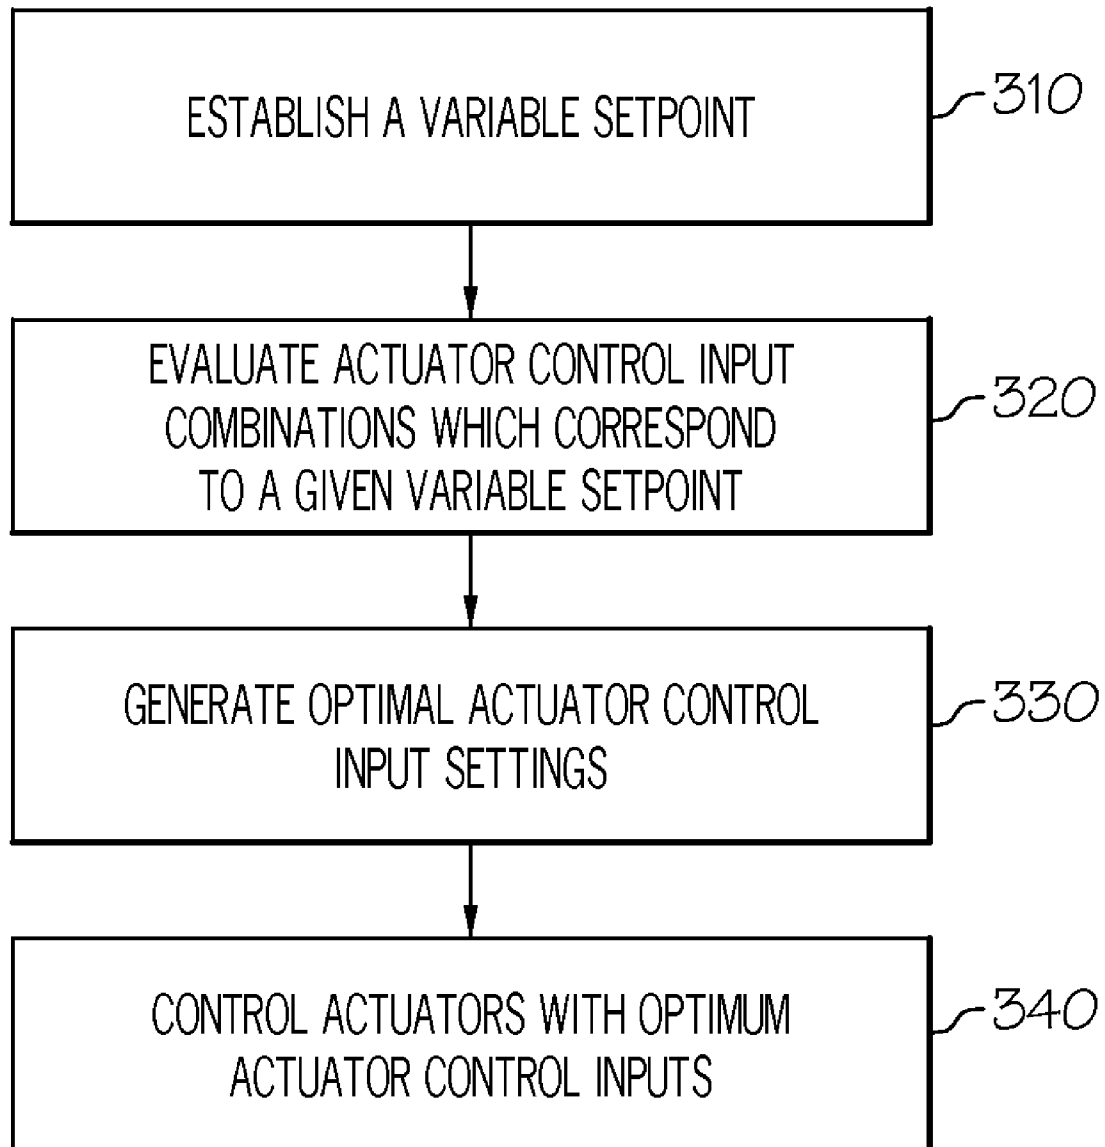 ESTABLISH A VARIABLE SETPOINT
310
EVALUATE ACTUATOR CONTROL INPUT
COMBINATIONS WHICH CORRESPOND
TO A GIVEN VARIABLE SETPOINT
320
GENERATE OPTIMAL ACTUATOR CONTROL
INPUT SETTINGS
330
CONTROL ACTUATORS WITH OPTIMUM
ACTUATOR CONTROL INPUTS
340